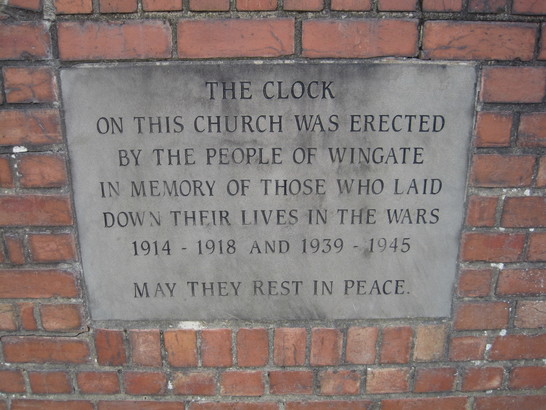 THE CLOCK
ON THIS CHURCH WAS ERECTED
BY THE PEOPLE OF WINGATE
IN MEMORY OF THOSE WHO LAID
DOWN THEIR LIVES IN THE WARS
1914 - 1918 AND 1939 - 1945
MAY THEY REST IN PEACE.